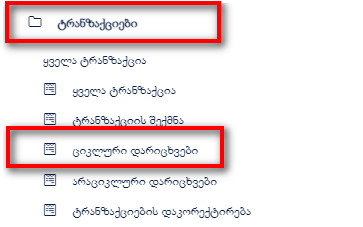 ტრანზაქციები
ყველა ტრანზაქცია
ყველა ტრანზაქცია
ტრანზაქციის შექმნა
ციკლური დარიცხვები
არაციკლური დარიცხვები
ტრანზაქციების დაკორექტირება